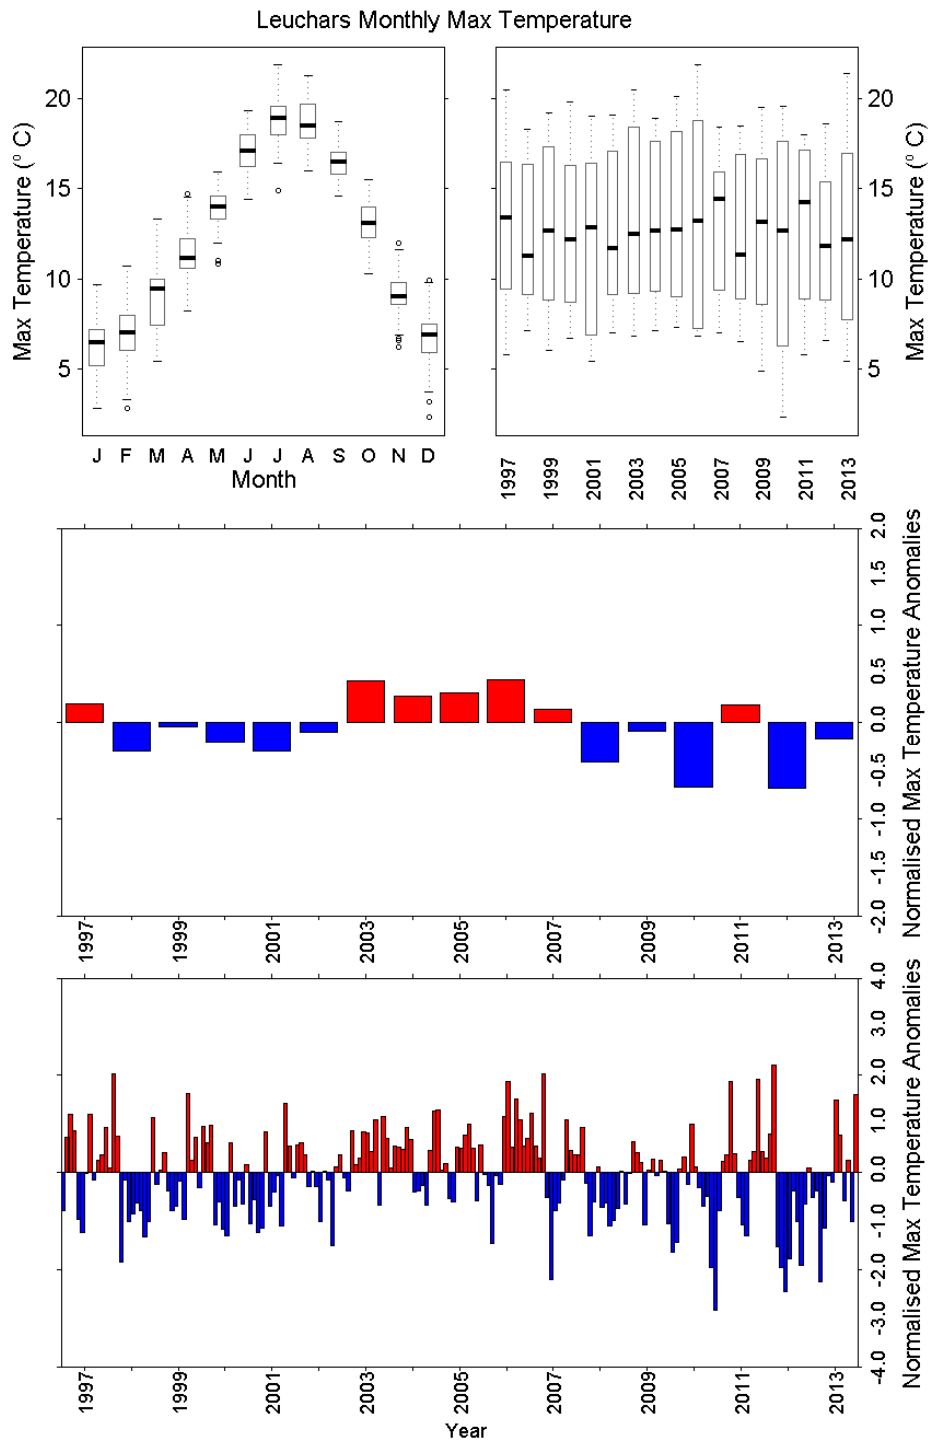 Leuchars Monthly Max Temperature
Max Temperature (° C)
20
15
10
5
J F M A M J J A S O N D
Month
20
15
10
5
Max Temperature (° C)
1997 1999 2001 2003 2005 2007 2009 2011 2013
2.0
1.5
1.0
0.5
0.0
-0.5
-1.0
-1.5
-2.0
Normalised Max Temperature Anomalies
1997 1999 2001 2003 2005 2007 2009 2011 2013
4.0
3.0
2.0
1.0
0.0
-1.0
-2.0
-3.0
-4.0
Normalised Max Temperature Anomalies
1997 1999 2001 2003 2005 2007 2009 2011 2013
Year